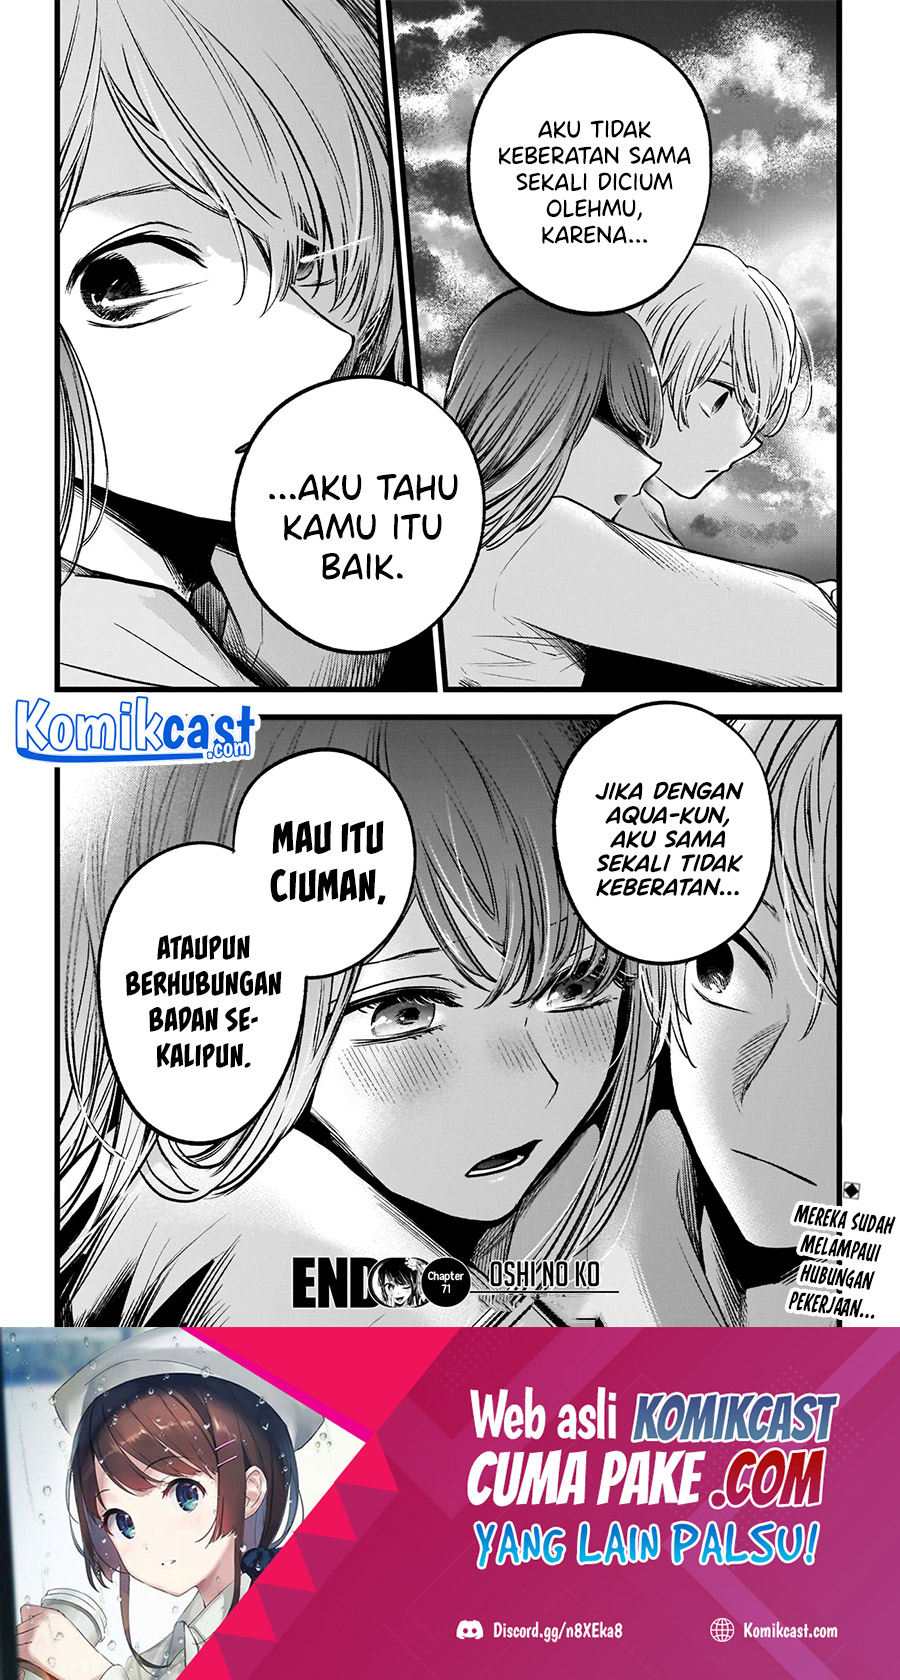 AKU TIDAK
KEBERATAN SAMA
SEKALI DICIUM
OLEHMU,
KARENA...
...AKU TAHU
KAMU ITU
BAIK.
Komikcast
.com
JIKA DENGAN
AQUA-KUN,
AKU SAMA
SEKALI TIDAK
KEBERATAN...
MAU ITU
CIUMAN,
ATAUPUN
BERHUBUNGAN
BADAN SE-
KALIPUN.
MEREKA SUDAH
MELAMPAUI
HUBUNGAN
PEKERJAAN...
END
Chapter
71
OSHI NO KO
Web asli KOMIKCAST
CUMA PAKE .COM
YANG LAIN PALSU!
Discord.gg/n8XEka8
Komikcast.com